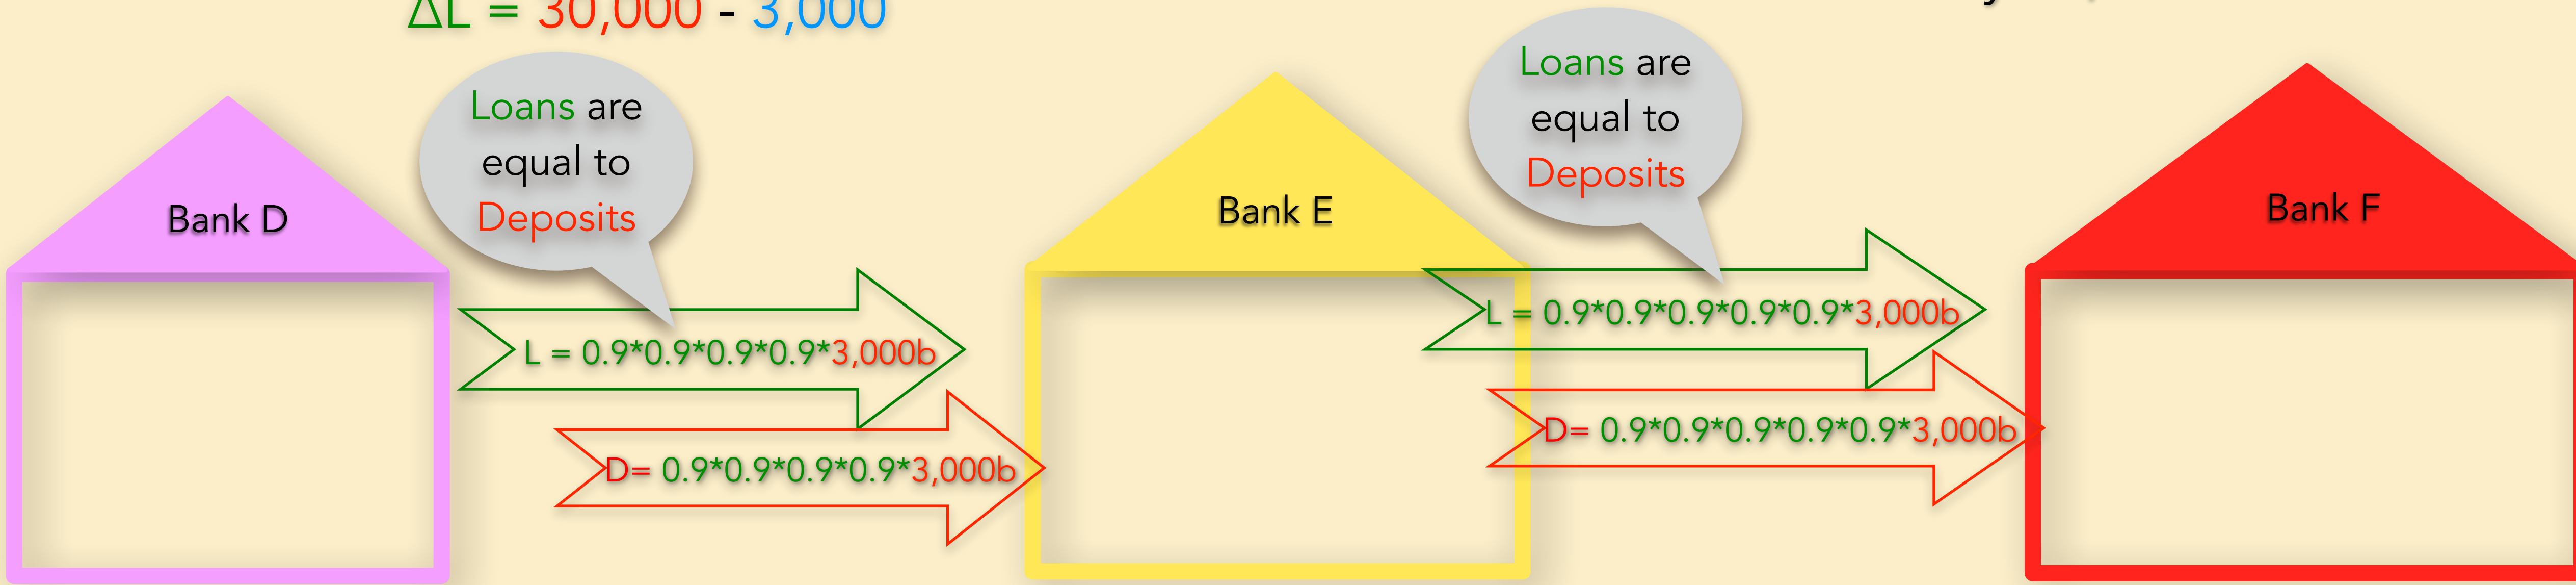 ΔL = 30,000 - 3,000
Loans are
equal to
Deposits
Loans are
equal to
Deposits
Bank D
Bank E
Bank F
L = 0.9*0.9*0.9*0.9*3,000b
L = 0.9*0.9*0.9*0.9*0.9*3,000b
D= 0.9*0.9*0.9*0.9*3,000b
D= 0.9*0.9*0.9*0.9*0.9*3,000b